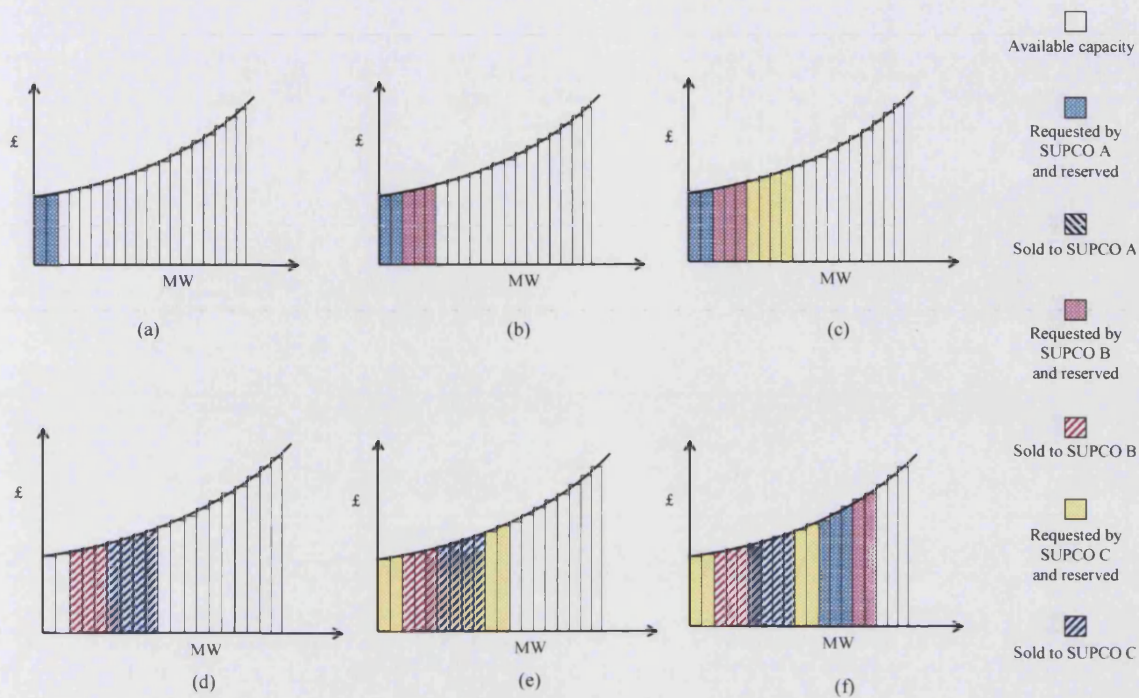 £
MW
(a)
£
MW
(b)
£
MW
(c)
£
MW
(d)
£
MW
(e)
£
MW
(f)
Available capacity
Requested by
SUPCO A
and reserved
Sold to SUPCO A
Requested by
SUPCO B
and reserved
Sold to SUPCO B
Requested by
SUPCO C
and reserved
Sold to SUPCO C